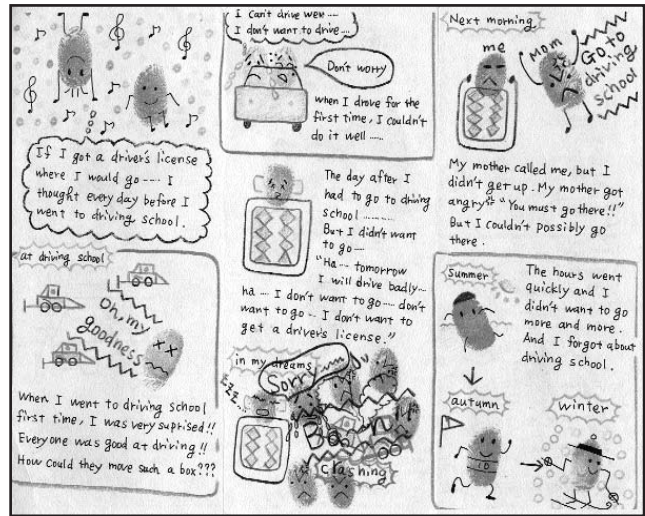 If I got a driver's license
where I would go ---- I
thought every day before I
went to driving school.
at driving school
Oh, my
goodness
When I went to driving school
first time, I was very suprised!!
Everyone was good at driving!!
How could they move such a box???
I can't drive well ....
I don't want to drive ....
Don't worry
when I drove for the
first time, I couldn't
do it well .....
The day after I
had to go to driving
school ..........
But I didn't want
to go ---
"Ha --- tomorrow
I will drive badly ---
ha --- I don't want to go ---- don't
want to go -- I don't want to
get a driver's license."
in my dreams
Sorry
Zzz...
clashing
Next morning
me
Mom
Go to
driving
school
My mother called me, but I
didn't get up. My mother got
angry "You must go there!!"
But I couldn't possibly go
there.
summer
The hours went
quickly and I
didn't want to go
more and more.
And I forgot about
driving school.
autumn
winter
10